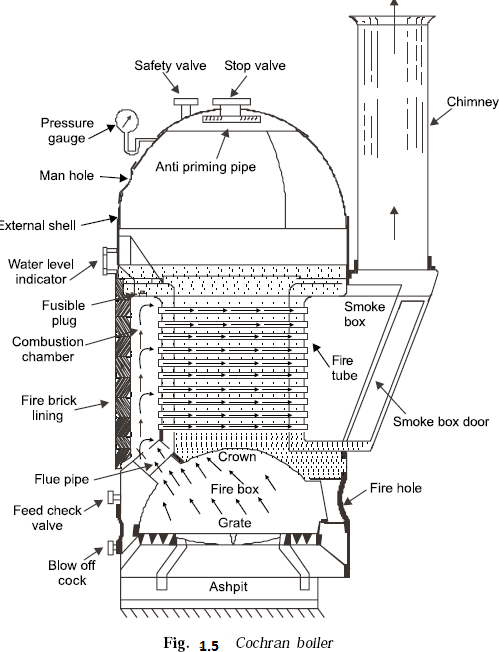 Safety valve
Stop valve
Chimney
Pressure
gauge
Anti priming pipe
Man hole
External shell
Water level
indicator
Fusible
plug
Smoke
box
Combustion
chamber
Fire
tube
Fire brick
lining
Smoke box door
Crown
Flue pipe
Fire box
Fire hole
Feed check
valve
Grate
Blow off
cock
Ashpit
Fig. 1.5 Cochran boiler